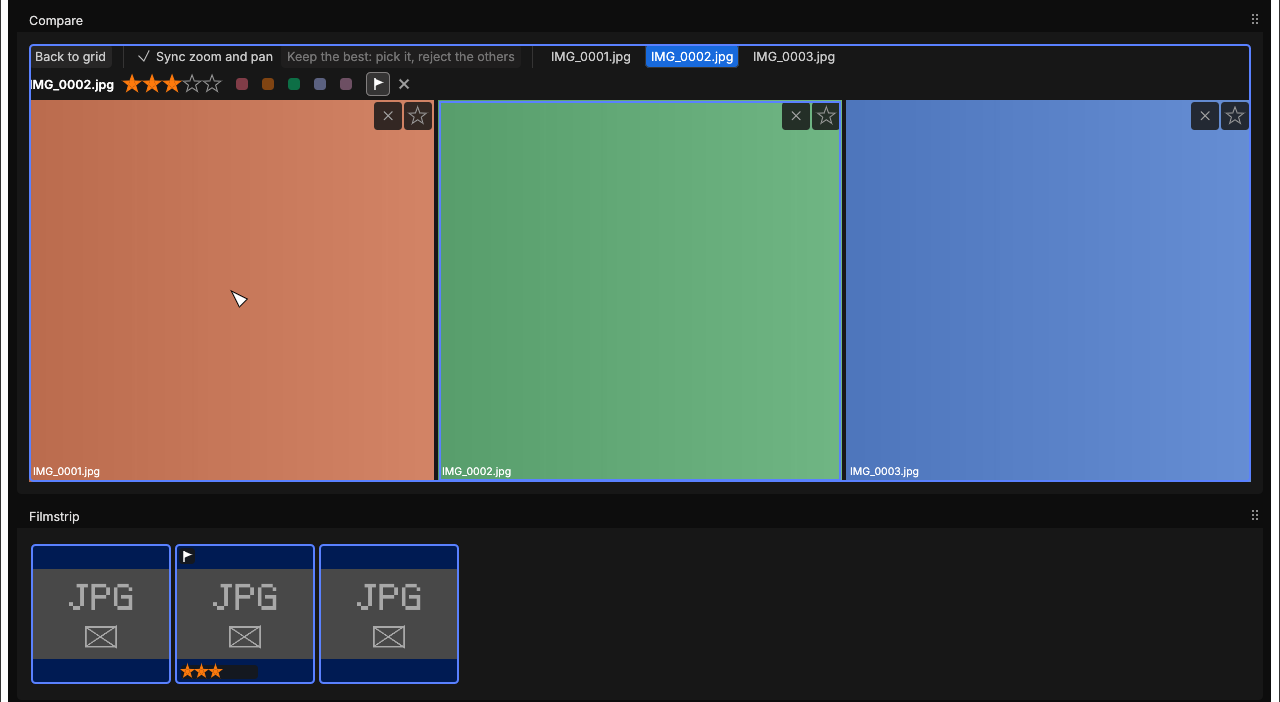 Compare
Back to grid Sync zoom and pan Keep the best: pick it, reject the others IMG_0001.jpg IMG_0002.jpg IMG_0003.jpg
IMG_0002.jpg
IMG_0001.jpg IMG_0002.jpg IMG_0003.jpg
Filmstrip
JPG JPG JPG